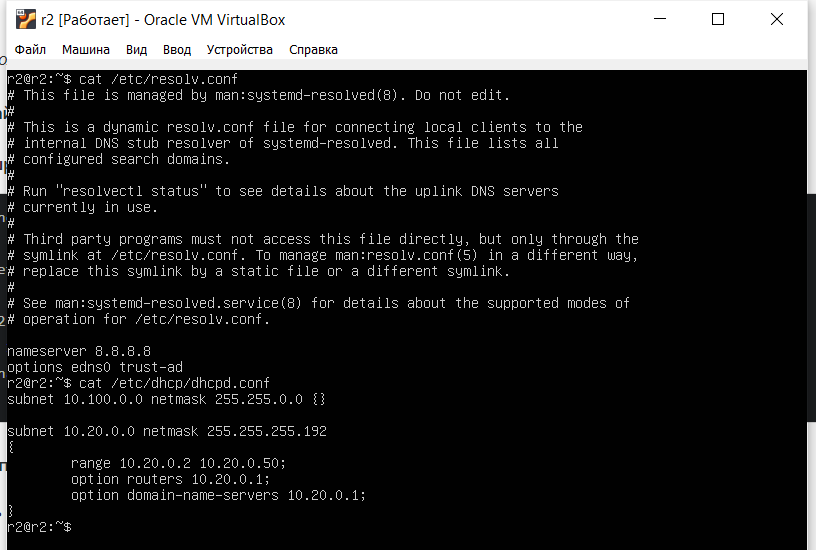 r2 [Работает] - Oracle VM VirtualBox
Файл Машина Вид Ввод Устройства Справка
r2@r2:~$ cat /etc/resolv.conf
# This file is managed by man:systemd-resolved(8). Do not edit.
#
# This is a dynamic resolv.conf file for connecting local clients to the
# internal DNS stub resolver of systemd-resolved. This file lists all
# configured search domains.
#
# Run "resolvectl status" to see details about the uplink DNS servers
# currently in use.
#
# Third party programs must not access this file directly, but only through the
# symlink at /etc/resolv.conf. To manage man:resolv.conf(5) in a different way,
# replace this symlink by a static file or a different symlink.
#
# See man:systemd-resolved.service(8) for details about the supported modes of
# operation for /etc/resolv.conf.
nameserver 8.8.8.8
options edns0 trust-ad
r2@r2:~$ cat /etc/dhcp/dhcpd.conf
subnet 10.100.0.0 netmask 255.255.0.0 {}
subnet 10.20.0.0 netmask 255.255.255.192
{
range 10.20.0.2 10.20.0.50;
option routers 10.20.0.1;
option domain-name-servers 10.20.0.1;
}
r2@r2:~$